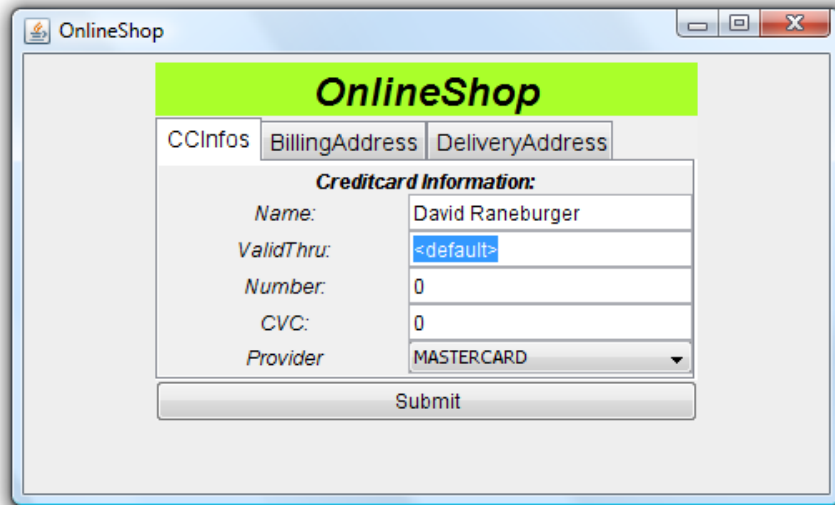 OnlineShop
OnlineShop
CCInfos BillingAddress DeliveryAddress
Creditcard Information:
Name: David Raneburger
ValidThru: <default>
Number: 0
CVC: 0
Provider MASTERCARD
Submit